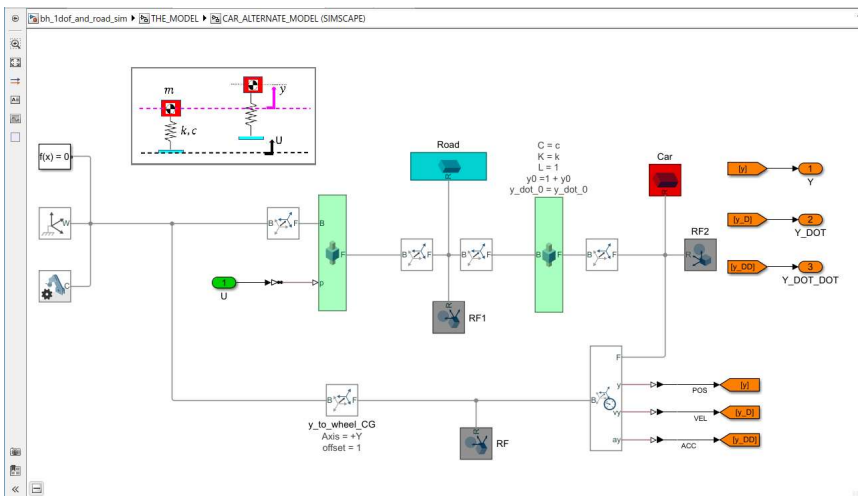 bh_1dof_and_road_sim ▶ THE_MODEL ▶ CAR_ALTERNATE_MODEL (SIMSCAPE)
m
y
k, c
U
f(x) = 0
W
C
B F
B
F
p
1
U
Road
R
B F
B F
R
RF1
C = c
K = k
L = 1
y0 =1 + y0
y_dot_0 = y_dot_0
B F
B F
Car
R
R
RF2
[y]
1
Y
[y_D]
2
Y_DOT
[y_DD]
3
Y_DOT_DOT
B F
y_to_wheel_CG
Axis = +Y
offset = 1
R
RF
F
B
y
vy
ay
POS
VEL
ACC
[y]
[y_D]
[y_DD]